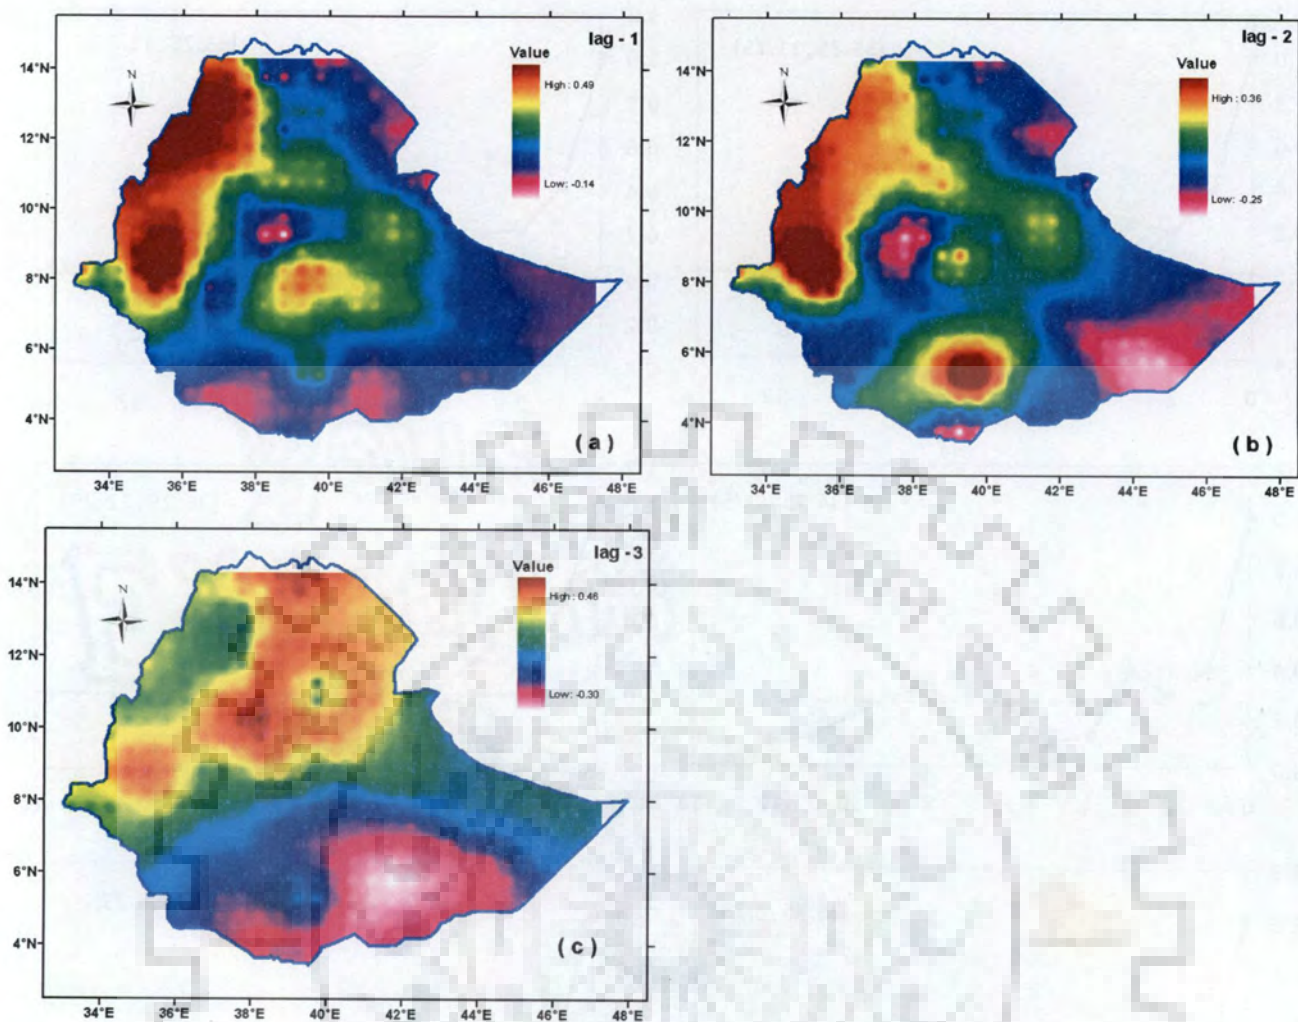 lag - 1
Value
High : 0.49
Low: -0.14
N
14°N
12°N
10°N
8°N
6°N
4°N
( a )
34°E 36°E 38°E 40°E 42°E 44°E 46°E 48°E
lag - 2
Value
High : 0.36
Low: -0.25
N
14°N
12°N
10°N
8°N
6°N
4°N
( b )
34°E 36°E 38°E 40°E 42°E 44°E 46°E 48°E
lag - 3
Value
High : 0.46
Low: -0.30
N
14°N
12°N
10°N
8°N
6°N
4°N
( c )
34°E 36°E 38°E 40°E 42°E 44°E 46°E 48°E